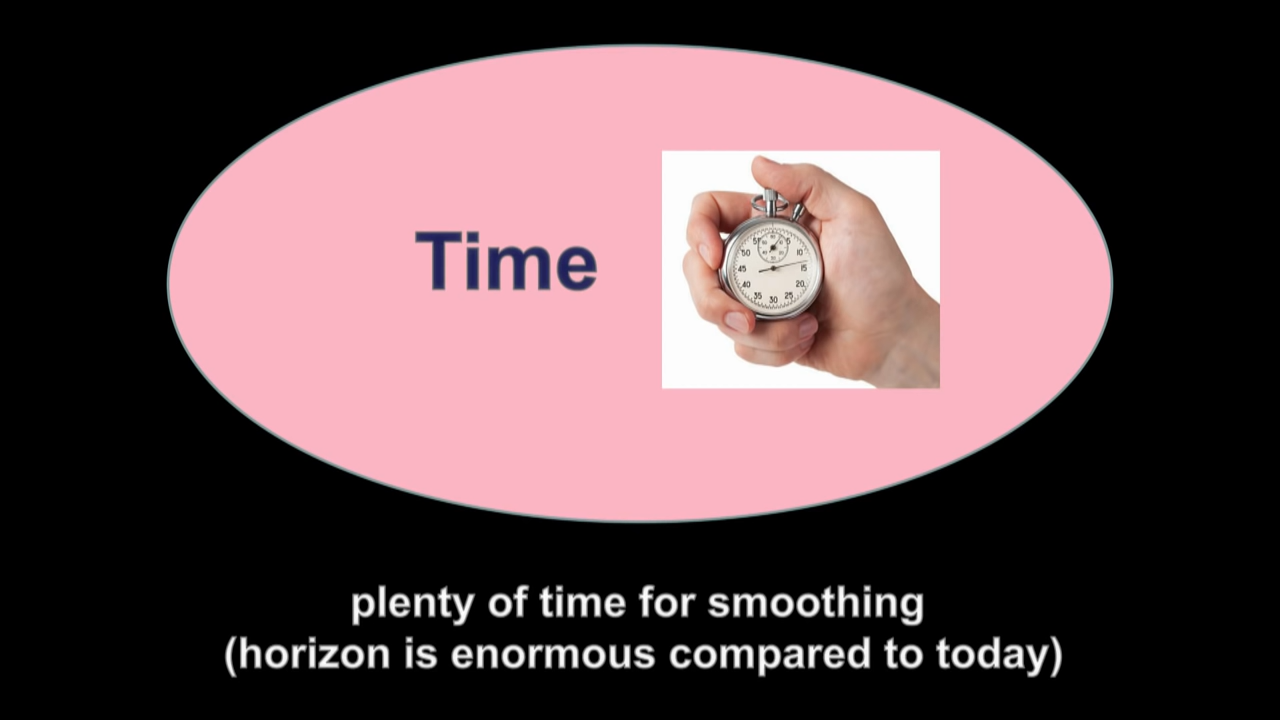 Time
plenty of time for smoothing
(horizon is enormous compared to today)